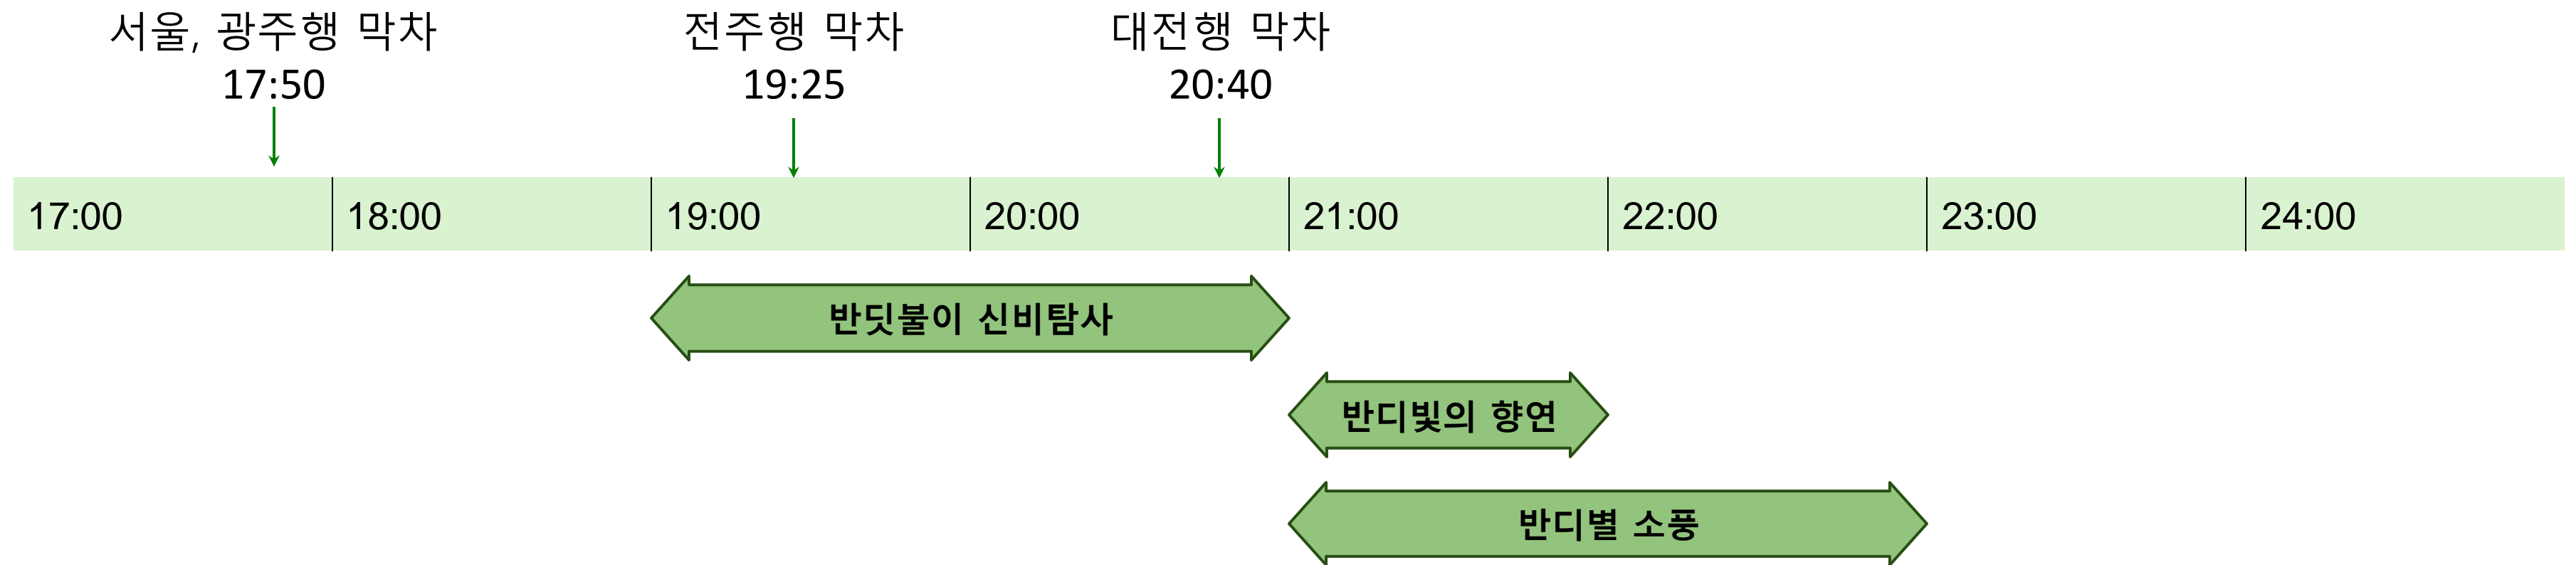 서울, 광주행 막차
17:50
전주행 막차
19:25
대전행 막차
20:40
17:00 18:00 19:00 20:00 21:00 22:00 23:00 24:00
반딧불이 신비탐사
반디빛의 향연
반디별 소풍